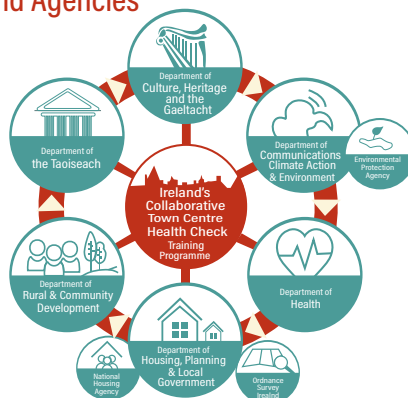 nd Agencies
Department of
Culture, Heritage
and the
Gaeltacht
Department of
the Taoiseach
Department of
Communications
Climate Action
& Environment
Environmental
Protection
Agency
Ireland's
Collaborative
Town Centre
Health Check
Training
Programme
Department of
Rural & Community
Development
Department of
Health
Department of
Housing, Planning
& Local
Government
National
Housing
Agency
Ordnance
Survey
Irealnd